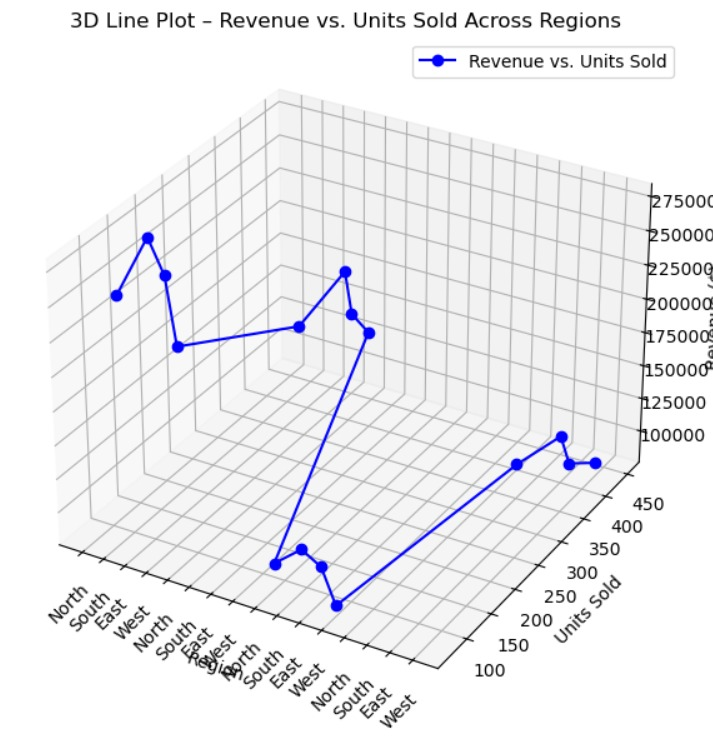 3D Line Plot – Revenue vs. Units Sold Across Regions
Revenue vs. Units Sold
275000
250000
225000
200000
175000
150000
125000
100000
450
400
350
300
250
200
150
100
Units Sold
North
South
East
West
North
South
East
West
North
South
East
West
North
South
East
West
Region